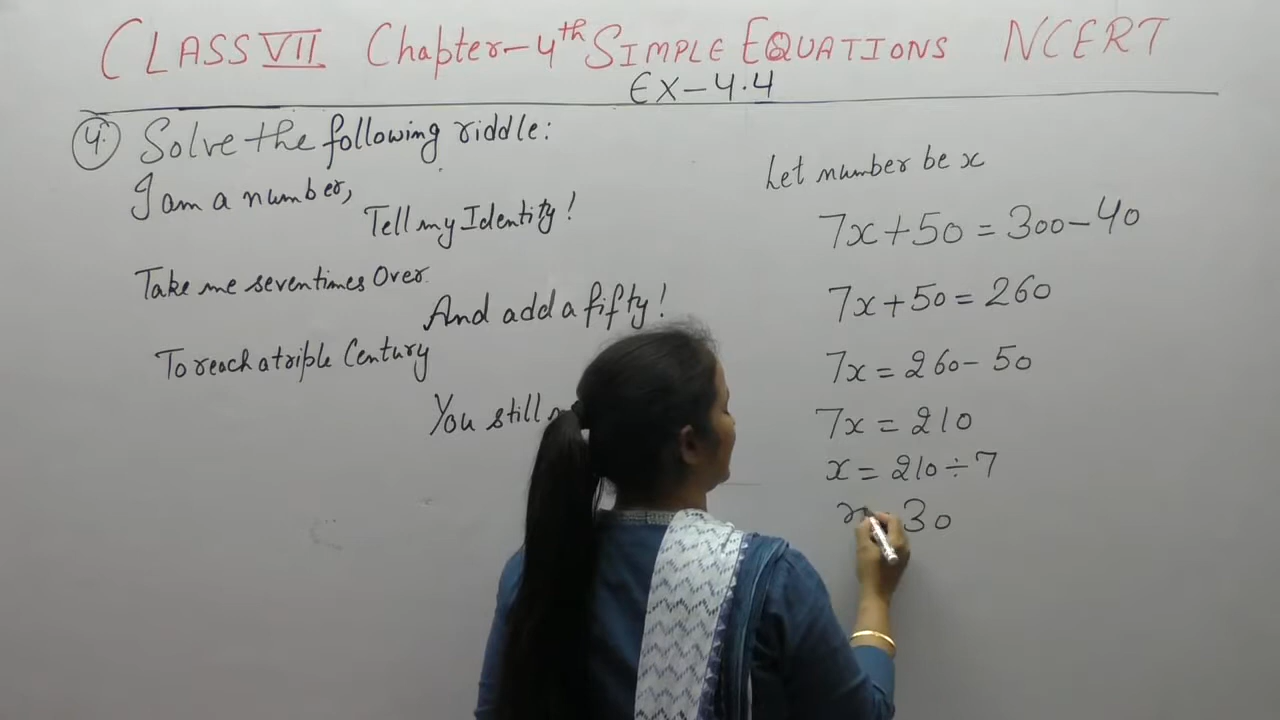 CLASS VII Chapter-4th SIMPLE EQUATIONS NCERT
EX-4.4
4. Solve the following riddle:
I am a number,
Tell my Identity!
Take me seven times Over.
And add a fifty!
To reach a triple Century
You still
Let number be x
7x+50=300-40
7x+50=260
7x=260-50
7x=210
x=210÷7
x 30